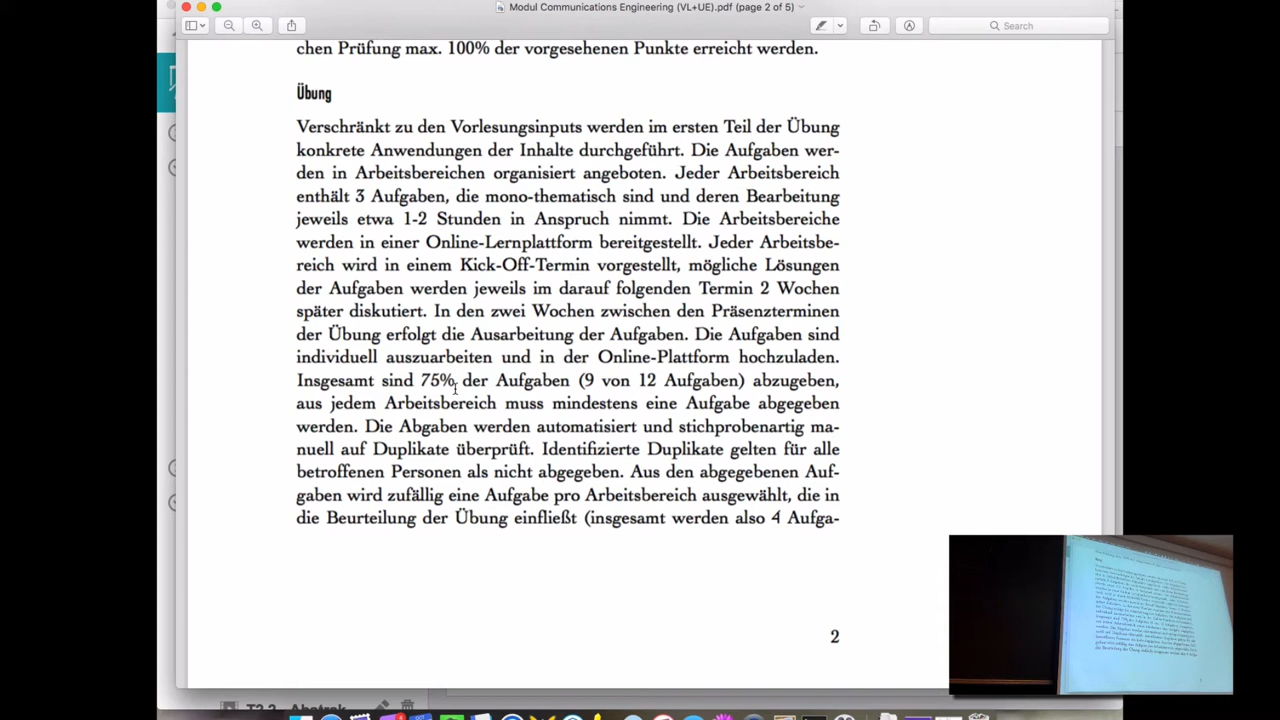 Modul Communications Engineering (VL+UE).pdf (page 2 of 5)
Search
chen Prüfung max. 100% der vorgesehenen Punkte erreicht werden.
Übung
Verschränkt zu den Vorlesungsinputs werden im ersten Teil der Übung
konkrete Anwendungen der Inhalte durchgeführt. Die Aufgaben wer-
den in Arbeitsbereichen organisiert angeboten. Jeder Arbeitsbereich
enthält 3 Aufgaben, die mono-thematisch sind und deren Bearbeitung
jeweils etwa 1-2 Stunden in Anspruch nimmt. Die Arbeitsbereiche
werden in einer Online-Lernplattform bereitgestellt. Jeder Arbeitsbe-
reich wird in einem Kick-Off-Termin vorgestellt, mögliche Lösungen
der Aufgaben werden jeweils im darauf folgenden Termin 2 Wochen
später diskutiert. In den zwei Wochen zwischen den Präsenzterminen
der Übung erfolgt die Ausarbeitung der Aufgaben. Die Aufgaben sind
individuell auszuarbeiten und in der Online-Plattform hochzuladen.
Insgesamt sind 75% der Aufgaben (9 von 12 Aufgaben) abzugeben,
aus jedem Arbeitsbereich muss mindestens eine Aufgabe abgegeben
werden. Die Abgaben werden automatisiert und stichprobenartig ma-
nuell auf Duplikate überprüft. Identifizierte Duplikate gelten für alle
betroffenen Personen als nicht abgegeben. Aus den abgegebenen Auf-
gaben wird zufällig eine Aufgabe pro Arbeitsbereich ausgewählt, die in
die Beurteilung der Übung einfließt (insgesamt werden also 4 Aufga-
2